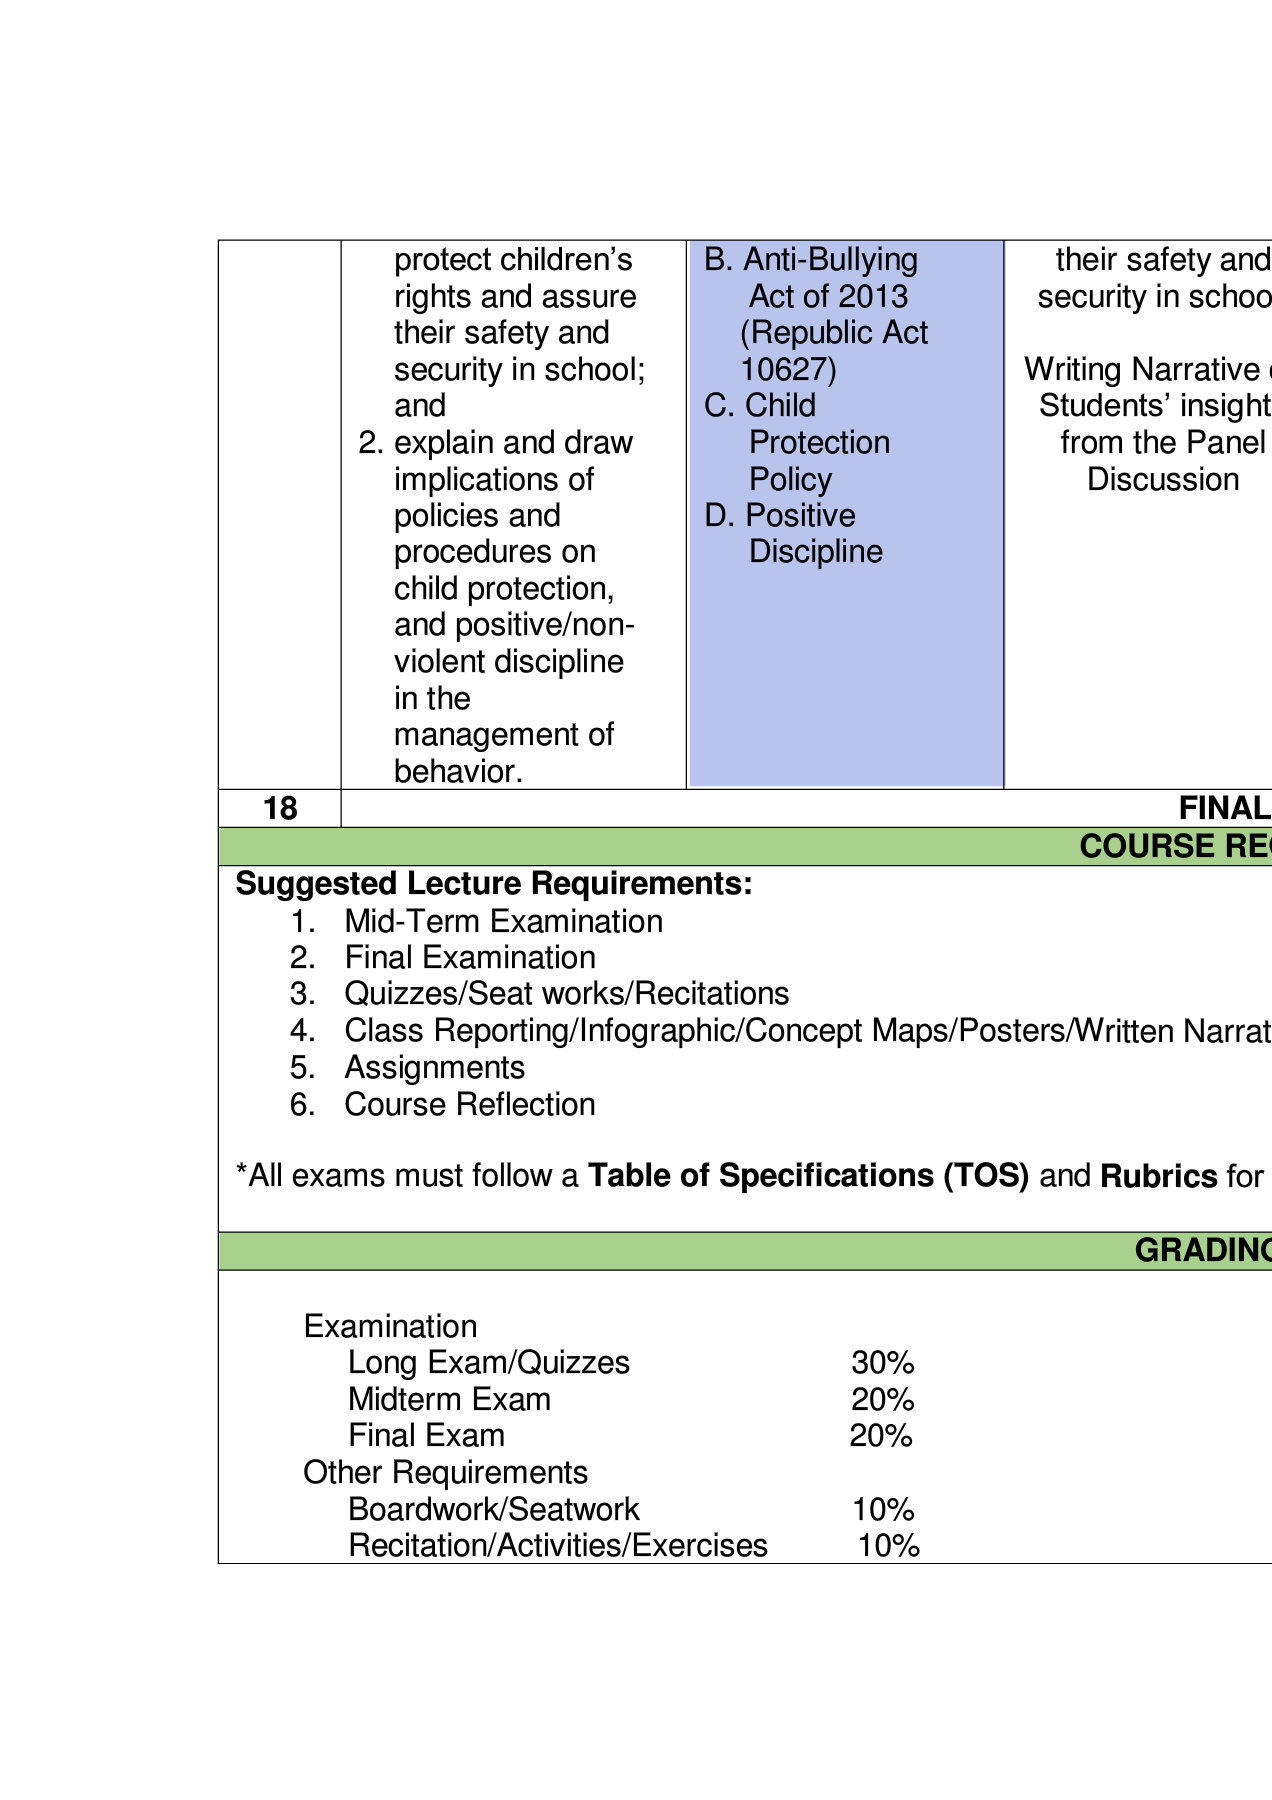 protect children's
rights and assure
their safety and
security in school;
and
2. explain and draw
implications of
policies and
procedures on
child protection,
and positive/non-
violent discipline
in the
management of
behavior.
B. Anti-Bullying
Act of 2013
(Republic Act
10627)
C. Child
Protection
Policy
D. Positive
Discipline
their safety and
security in schoo
Writing Narrative
Students' insight
from the Panel
Discussion
18
FINAL
COURSE RE
Suggested Lecture Requirements:
1. Mid-Term Examination
2. Final Examination
3. Quizzes/Seat works/Recitations
4. Class Reporting/Infographic/Concept Maps/Posters/Written Narrat
5. Assignments
6. Course Reflection
*All exams must follow a Table of Specifications (TOS) and Rubrics for
GRADING
Examination
Long Exam/Quizzes 30%
Midterm Exam 20%
Final Exam 20%
Other Requirements
Boardwork/Seatwork 10%
Recitation/Activities/Exercises 10%